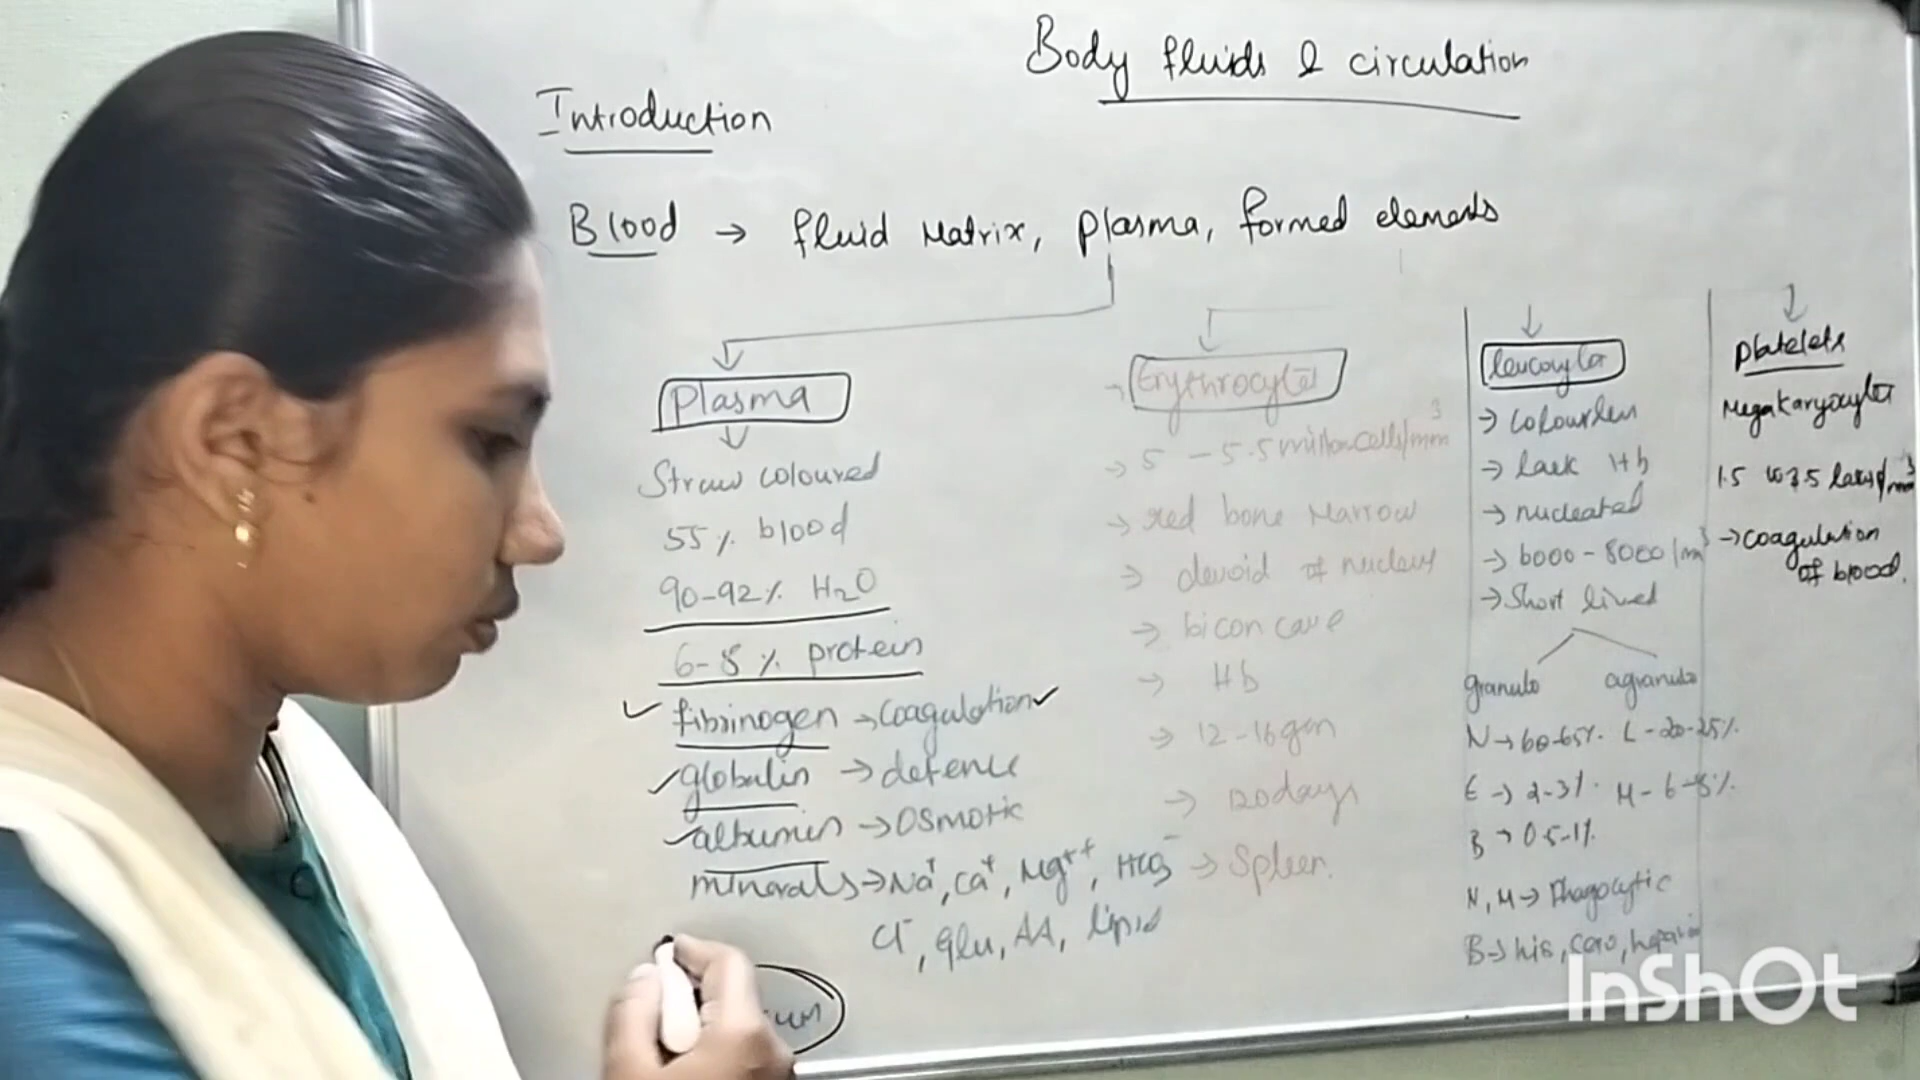 Body fluids & circulation
Introduction
Blood → fluid Matrix, plasma, formed elements
Plasma
Straw coloured
55% blood
90-92% H2O
6-8% protein
fibrinogen → coagulation
globulin → defence
albumin → osmotic
minerals → Na+, Ca+, Mg++, HCO3-
Cl-, Glu, AA, lipid
Erythrocytes
→ 5 - 5.5 million cells/mm3
→ red bone Marrow
→ devoid of nucleus
→ biconcave
→ Hb
→ 12-16gm
→ 120days
→ Spleen.
leucocytes
→ Colourless
→ lack Hb
→ nucleated
→ 6000-8000/mm3
→ Short lived
granulo agranulo
N → 60-65% L - 20-25%
E → 2-3% M - 6-8%
B → 0.5-1%
N, M → Phagocytic
B → his, sero, heparin
Platelets
Megakaryocytes
1.5 to 3.5 lakhs/mm3
→ coagulation
of blood.
InShOt